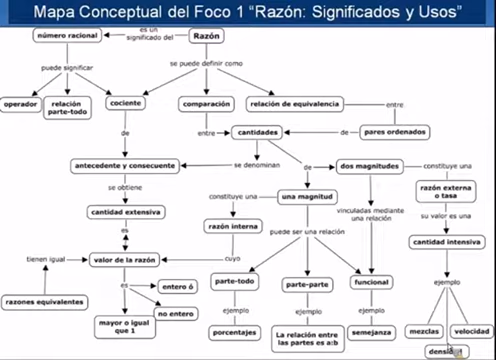 Mapa Conceptual del Foco 1 "Razón: Significados y Usos"
número racional
es un
significado del
Razón
puede significar
se puede definir como
operador
relación
parte-todo
cociente
comparación
relación de equivalencia
entre
de
entre
cantidades
de
pares ordenados
antecedente y consecuente
se denominan
de
dos magnitudes
constituye una
se obtiene
constituye una
una magnitud
razón externa
o tasa
cantidad extensiva
razón interna
vinculadas mediante
una relación
su valor es una
es
puede ser una relación
cantidad intensiva
tienen igual
valor de la razón
cuyo
ejemplo
es
entero ó
parte-todo
parte-parte
funcional
razones equivalentes
no entero
ejemplo
ejemplo
ejemplo
mayor o igual
que 1
porcentajes
La relación entre
las partes es a:b
semejanza
mezclas
velocidad